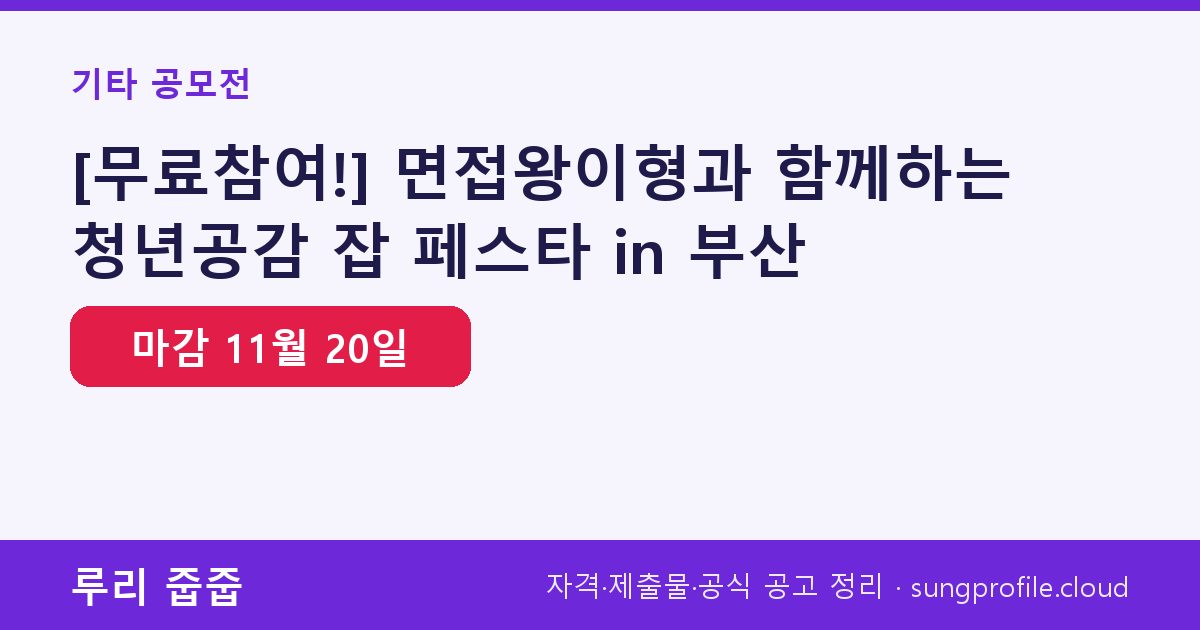 기타 공모전
[무료참여!] 면접왕이형과 함께하는
청년공감 잡 페스타 in 부산
마감 11월 20일
루리 줍줍
자격·제출물·공식 공고 정리 · sungprofile.cloud